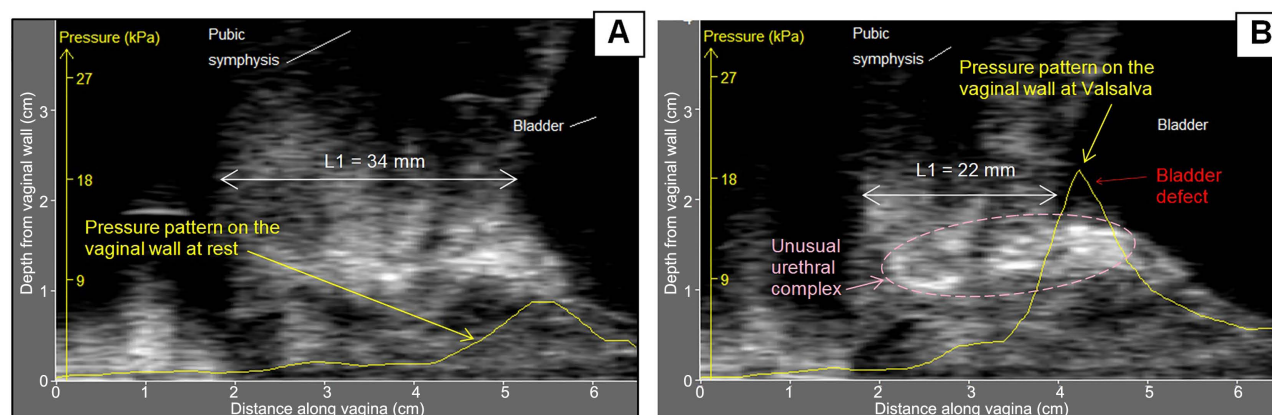 A
Pressure (kPa)
Pubic
symphysis
27
Bladder
L1 = 34 mm
18
Pressure pattern on the
vaginal wall at rest
9
Depth from vaginal wall (cm)
3
2
1
0
0 1 2 3 4 5 6
Distance along vagina (cm)
B
Pressure (kPa)
Pubic
symphysis
Pressure pattern on the
vaginal wall at Valsalva
27
Bladder
L1 = 22 mm
18
Bladder
defect
Unusual
urethral
complex
9
Depth from vaginal wall (cm)
3
2
1
0
0 1 2 3 4 5 6
Distance along vagina (cm)